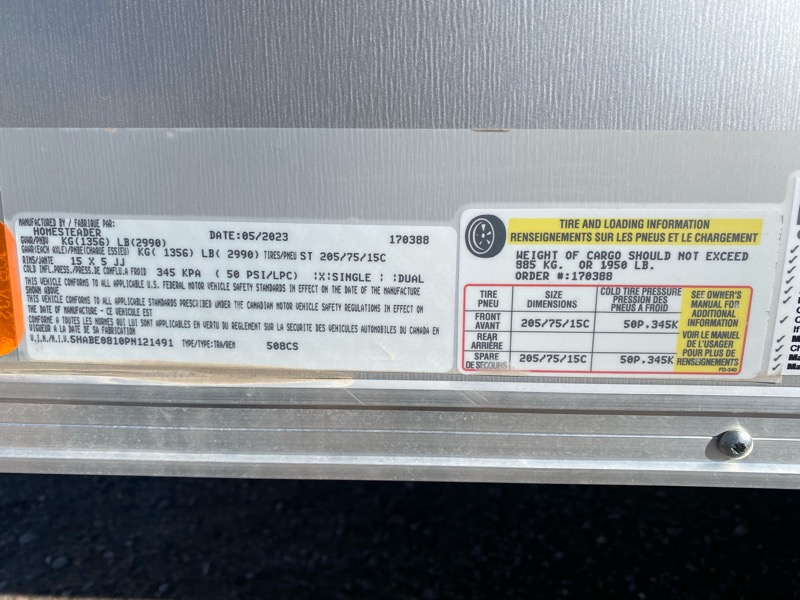 MANUFACTURED BY / FABRIQUE PAR:
HOMESTEADER
DATE:05/2023
170388
GVWR/PNBV KG(1356) LB(2990)
GAWR(EACH AXLE)/PNBE(CHAQUE ESSIEU) KG( 1356) LB( 2990) TIRES/PNEU ST 205/75/15C
RIMS/JANTE 15 X 5 JJ
COLD INFL.PRESS./PRESS.DE GONFL.A FROID 345 KPA ( 50 PSI/LPC) :X:SINGLE : :DUAL
THIS VEHICLE CONFORMS TO ALL APPLICABLE U.S. FEDERAL MOTOR VEHICLE SAFETY STANDARDS IN EFFECT ON THE DATE OF THE MANUFACTURE
SHOWN ABOVE
THIS VEHICLE CONFORMS TO ALL APPLICABLE STANDARDS PRESCRIBED UNDER THE CANADIAN MOTOR VEHICLE SAFETY REGULATIONS IN EFFECT ON
THE DATE OF MANUFACTURE - CE VEHICULE EST
CONFORME A TOUTES LES NORMES QUI LUI SONT APPLICABLES EN VERTU DU REGLEMENT SUR LA SECURITE DES VEHICULES AUTOMOBILES DU CANADA EN
VIGUEUR A LA DATE DE SA FABRICATION
V.I.N./N.I.V. 5HABE0810PN121491 TYPE/TYPE:TRA/REM 508CS
TIRE AND LOADING INFORMATION
RENSEIGNEMENTS SUR LES PNEUS ET LE CHARGEMENT
WEIGHT OF CARGO SHOULD NOT EXCEED
885 KG. OR 1950 LB.
ORDER #:170388
TIRE
PNEU
SIZE
DIMENSIONS
COLD TIRE PRESSURE
PRESSION DES
PNEUS À FROID
FRONT
AVANT
205/75/15C
50P.345K
REAR
ARRIÈRE
SPARE
DE SECOURS
205/75/15C
50P.345K
SEE OWNER'S
MANUAL FOR
ADDITIONAL
INFORMATION
VOIR LE MANUEL
DE L'USAGER
POUR PLUS DE
RENSEIGNEMENTS
PD-340